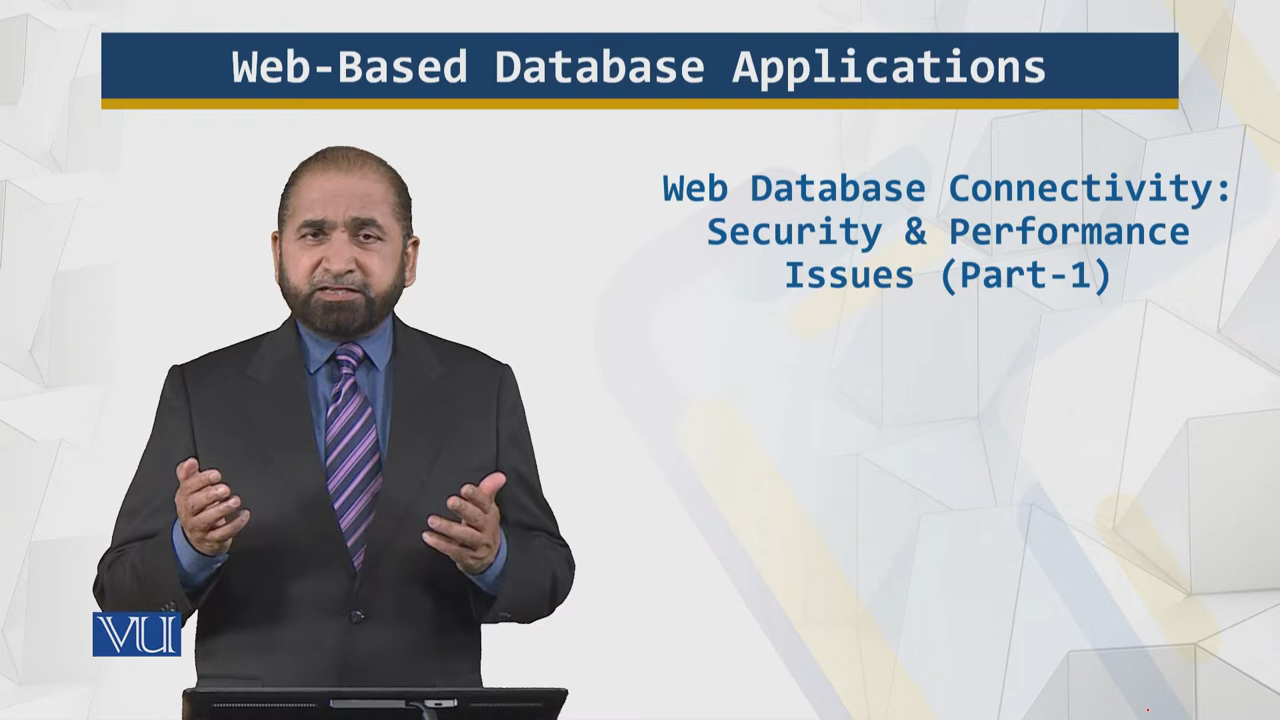 Web-Based Database Applications
Web Database Connectivity:
Security & Performance
Issues (Part-1)
VU